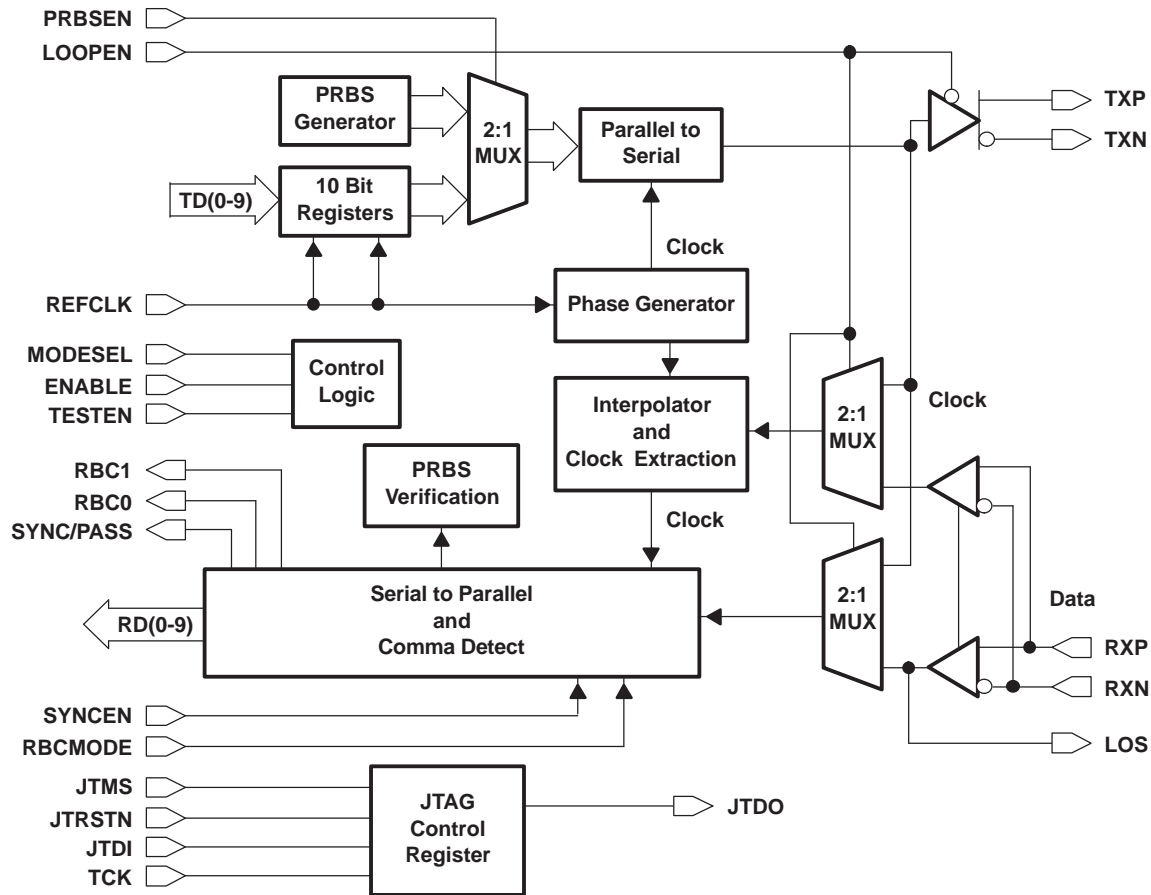 PRBSEN
LOOPEN
PRBS
Generator
2:1
MUX
Parallel to
Serial
TXP
TXN
TD(0-9)
10 Bit
Registers
Clock
REFCLK
Phase Generator
MODESEL
ENABLE
TESTEN
Control
Logic
Interpolator
and
Clock Extraction
2:1
MUX
Clock
RBC1
RBC0
SYNC/PASS
PRBS
Verification
Clock
RD(0-9)
Serial to Parallel
and
Comma Detect
2:1
MUX
Data
RXP
RXN
SYNCEN
RBCMODE
LOS
JTMS
JTRSTN
JTDI
TCK
JTAG
Control
Register
JTDO